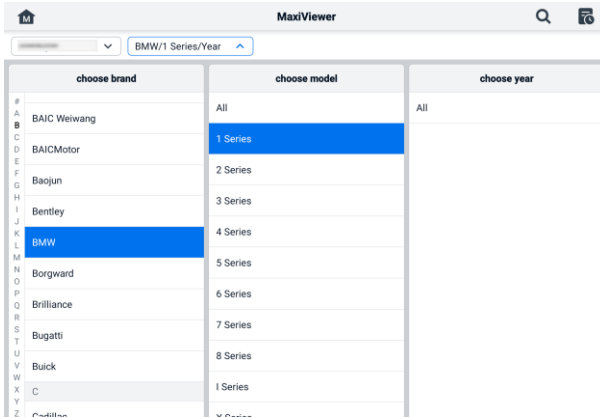 M
MaxiViewer
BMW/1 Series/Year
choose brand
choose model
choose year
#
A
B
C
D
E
F
G
H
I
J
K
L
M
N
O
P
Q
R
S
T
U
V
W
X
Y
Z
BAIC Weiwang
BAICMotor
Baojun
Bentley
BMW
Borgward
Brilliance
Bugatti
Buick
C
Cadillac
All
1 Series
2 Series
3 Series
4 Series
5 Series
6 Series
7 Series
8 Series
I Series
X Series
All